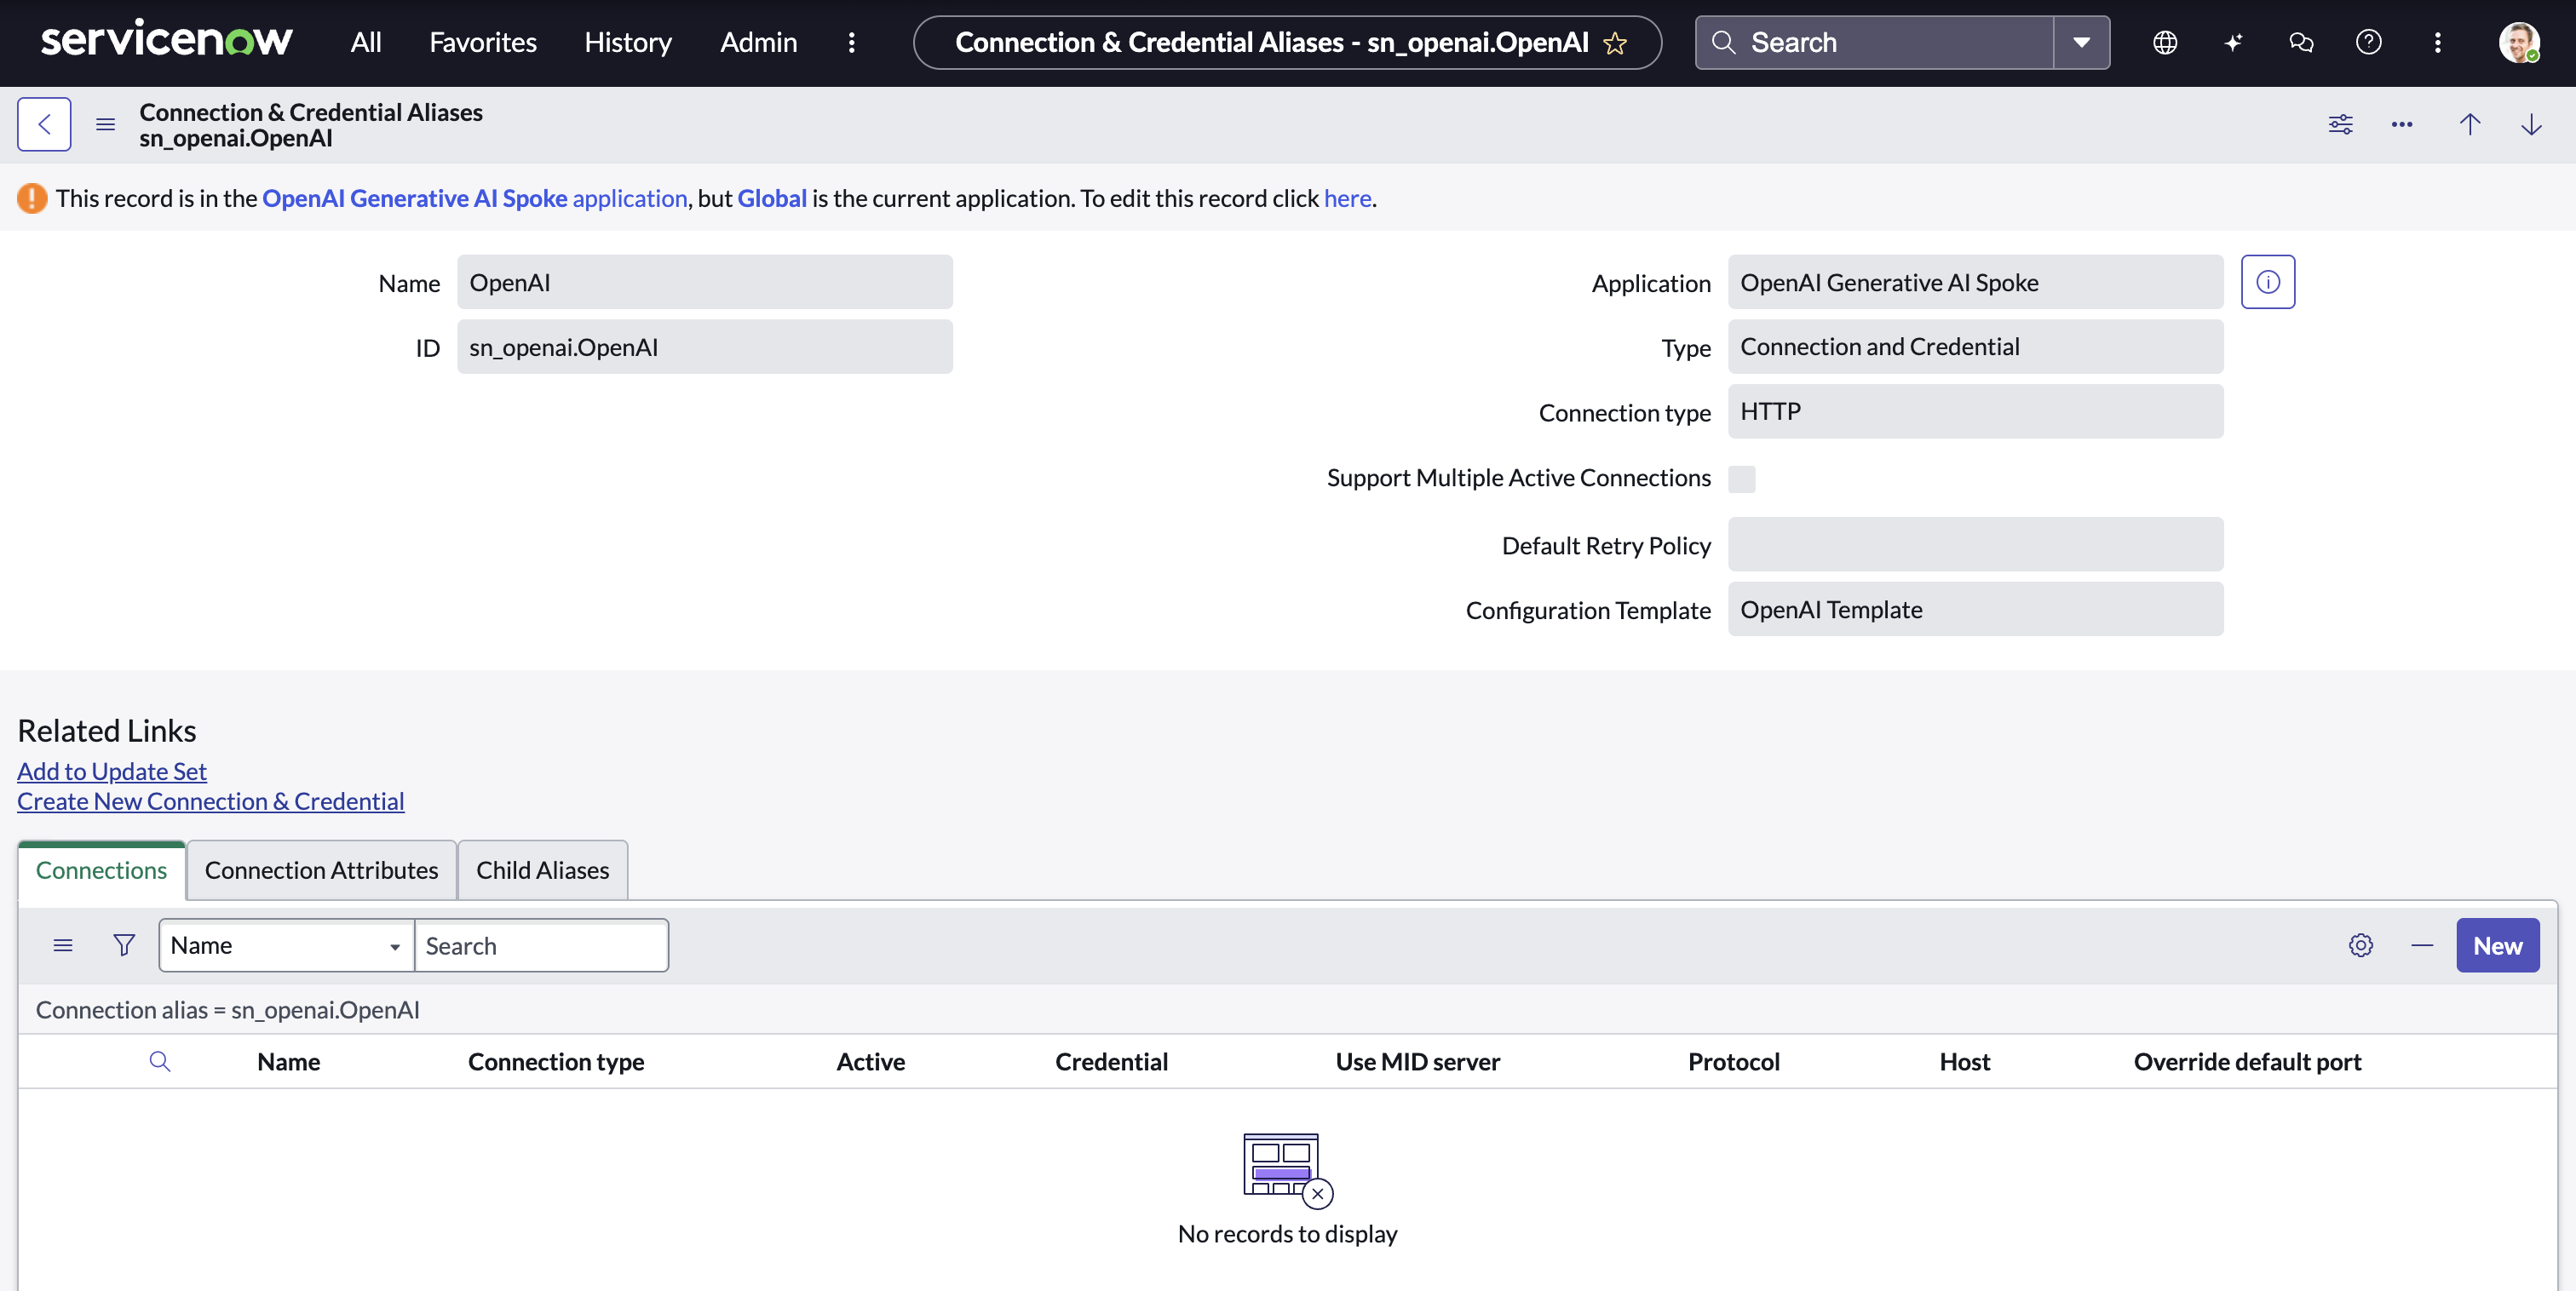 servicenow All Favorites History Admin Connection & Credential Aliases - sn_openai.OpenAI Search
Connection & Credential Aliases
sn_openai.OpenAI
This record is in the OpenAI Generative AI Spoke application, but Global is the current application. To edit this record click here.
Name OpenAI
ID sn_openai.OpenAI
Application OpenAI Generative AI Spoke
Type Connection and Credential
Connection type HTTP
Support Multiple Active Connections
Default Retry Policy
Configuration Template OpenAI Template
Related Links
Add to Update Set
Create New Connection & Credential
Connections Connection Attributes Child Aliases
Name Search New
Connection alias = sn_openai.OpenAI
Name Connection type Active Credential Use MID server Protocol Host Override default port
No records to display